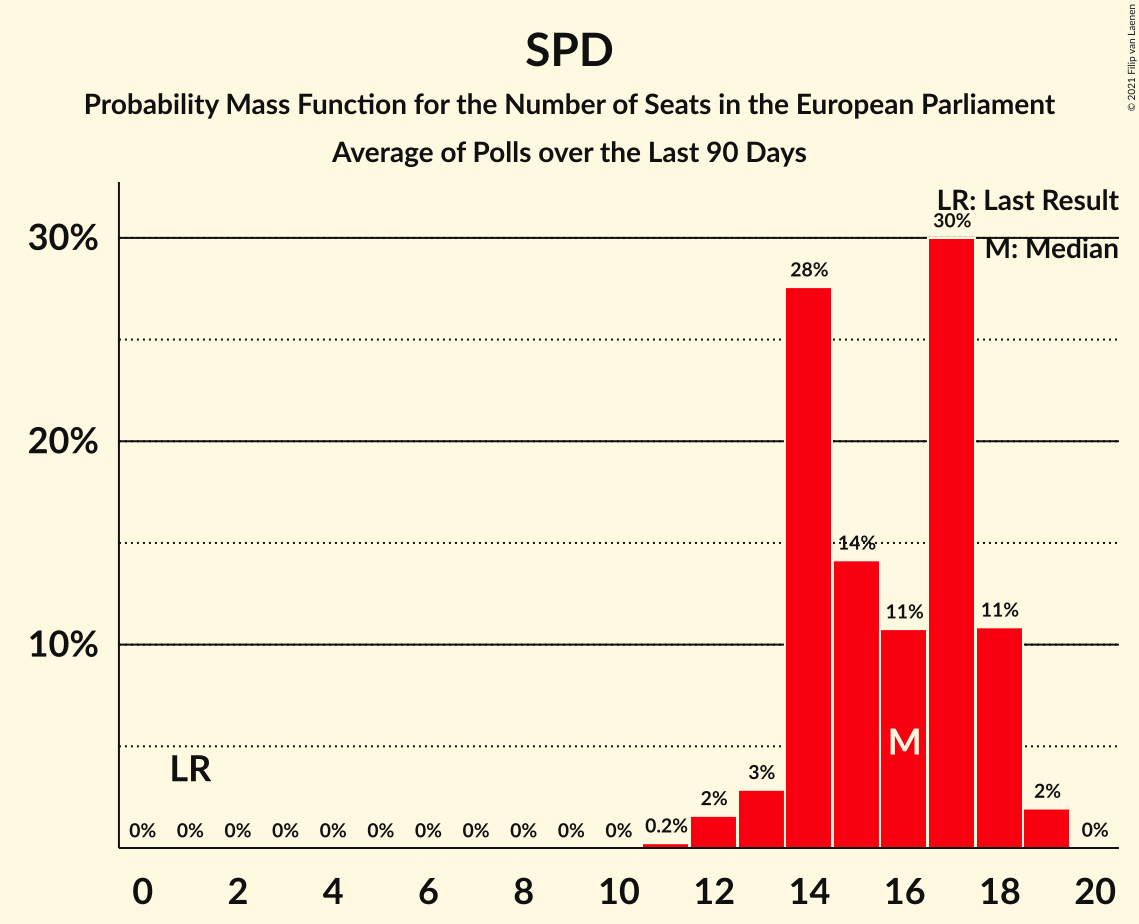 SPD
Probability Mass Function for the Number of Seats in the European Parliament
Average of Polls over the Last 90 Days
© 2021 Filip van Laenen
LR: Last Result
M: Median
30%
20%
10%
0% 0% 0% 0% 0% 0% 0% 0% 0% 0% 0% 0.2% 2% 3% 28% 14% 11% 30% 11% 2% 0%
LR
M
0 2 4 6 8 10 12 14 16 18 20